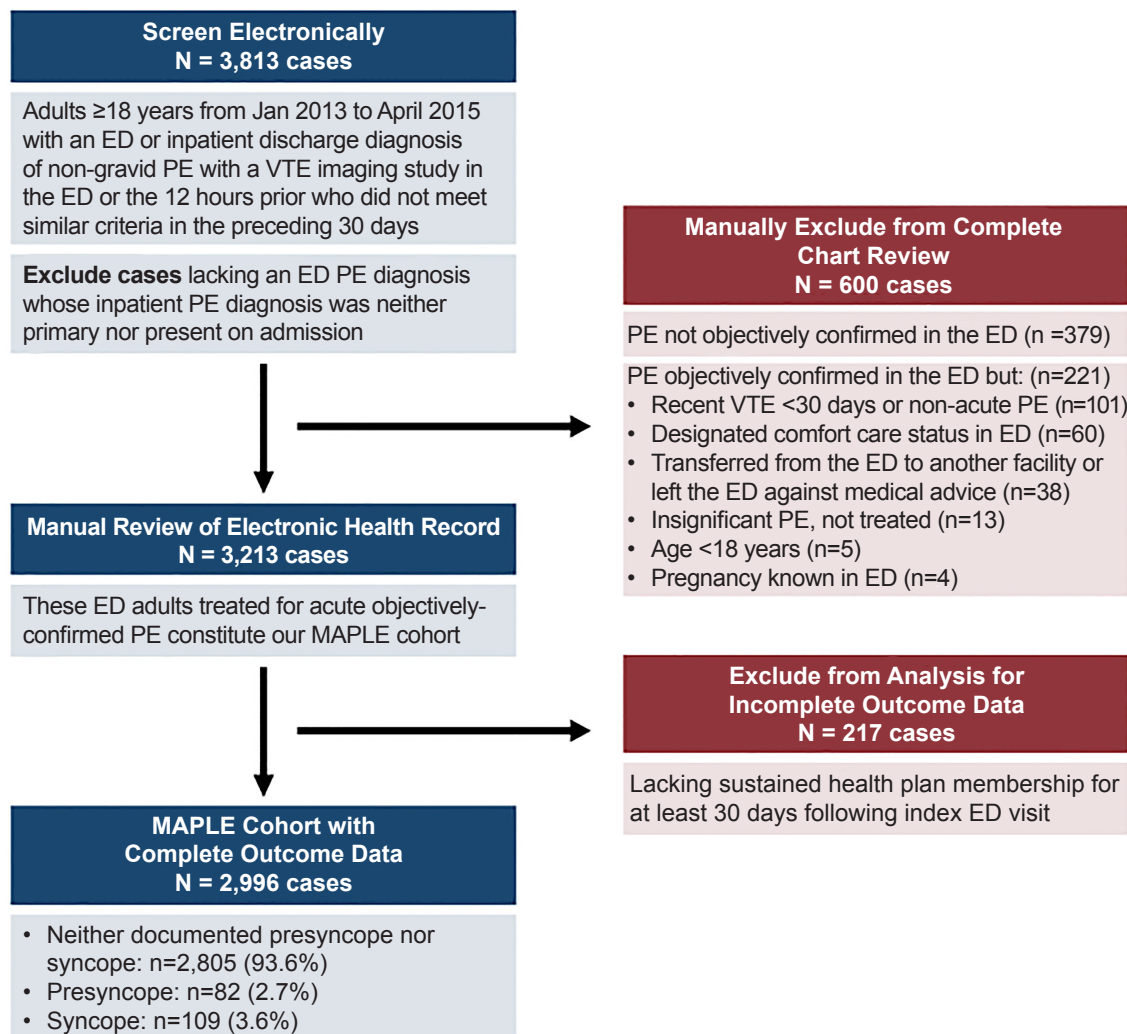 Screen Electronically
N = 3,813 cases
Adults ≥18 years from Jan 2013 to April 2015
with an ED or inpatient discharge diagnosis
of non-gravid PE with a VTE imaging study in
the ED or the 12 hours prior who did not meet
similar criteria in the preceding 30 days
Exclude cases lacking an ED PE diagnosis
whose inpatient PE diagnosis was neither
primary nor present on admission
Manually Exclude from Complete
Chart Review
N = 600 cases
PE not objectively confirmed in the ED (n =379)
PE objectively confirmed in the ED but: (n=221)
• Recent VTE <30 days or non-acute PE (n=101)
• Designated comfort care status in ED (n=60)
• Transferred from the ED to another facility or
left the ED against medical advice (n=38)
• Insignificant PE, not treated (n=13)
• Age <18 years (n=5)
• Pregnancy known in ED (n=4)
Manual Review of Electronic Health Record
N = 3,213 cases
These ED adults treated for acute objectively-
confirmed PE constitute our MAPLE cohort
Exclude from Analysis for
Incomplete Outcome Data
N = 217 cases
Lacking sustained health plan membership for
at least 30 days following index ED visit
MAPLE Cohort with
Complete Outcome Data
N = 2,996 cases
• Neither documented presyncope nor
syncope: n=2,805 (93.6%)
• Presyncope: n=82 (2.7%)
• Syncope: n=109 (3.6%)